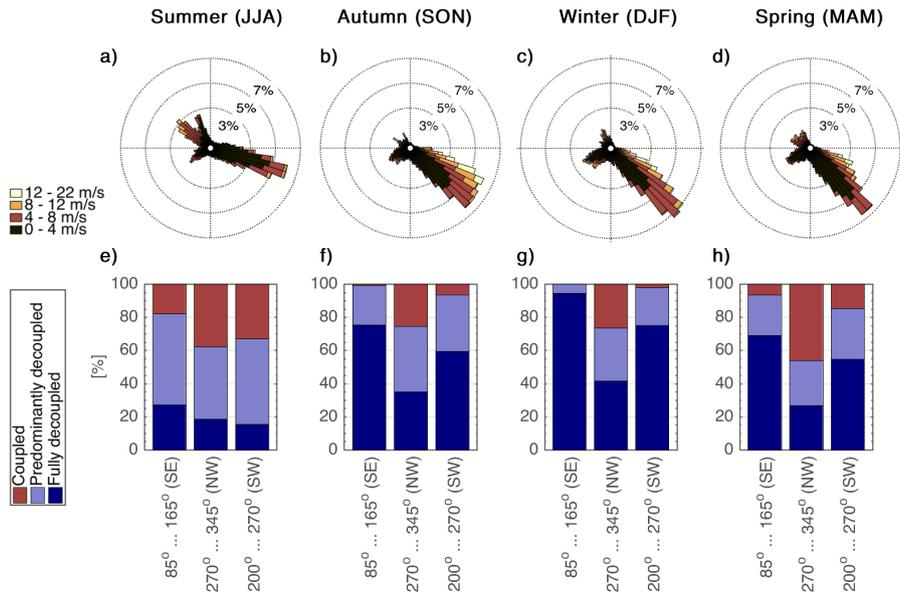 Summer (JJA) Autumn (SON) Winter (DJF) Spring (MAM)
a) b) c) d)
7% 7% 7% 7%
5% 5% 5% 5%
3% 3% 3% 3%
12 - 22 m/s
8 - 12 m/s
4 - 8 m/s
0 - 4 m/s
e) f) g) h)
100 100 100 100
80 80 80 80
60 60 60 60
40 40 40 40
20 20 20 20
0 0 0 0
[%]
Coupled
Predominantly decoupled
Fully decoupled
85° ... 165° (SE)
270° ... 345° (NW)
200° ... 270° (SW)
85° ... 165° (SE)
270° ... 345° (NW)
200° ... 270° (SW)
85° ... 165° (SE)
270° ... 345° (NW)
200° ... 270° (SW)
85° ... 165° (SE)
270° ... 345° (NW)
200° ... 270° (SW)